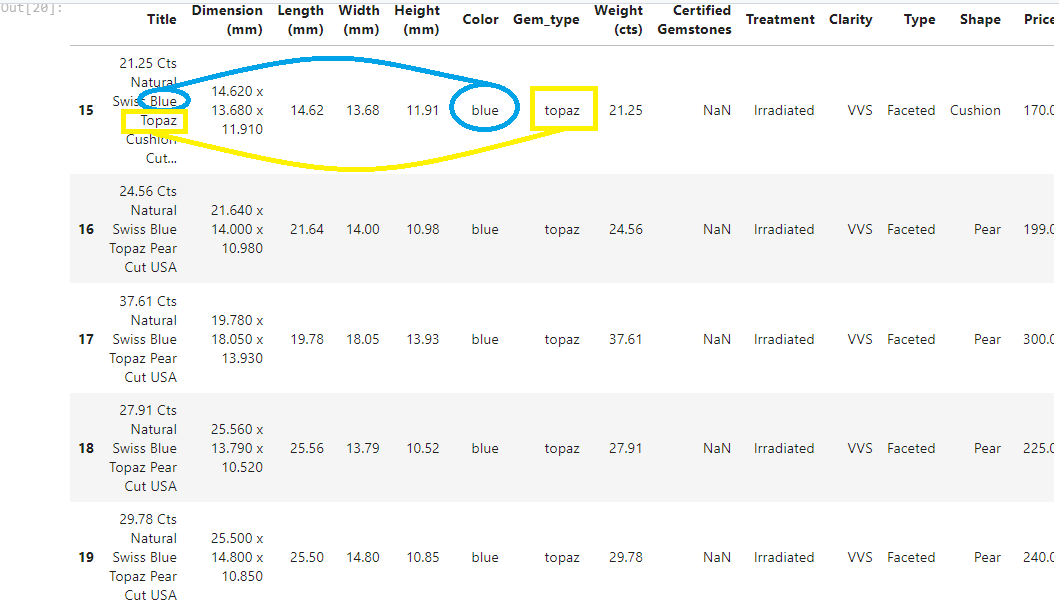 Out[20]:
Title Dimension (mm) Length (mm) Width (mm) Height (mm) Color Gem_type Weight (cts) Certified Gemstones Treatment Clarity Type Shape Price
15 21.25 Cts Natural Swiss Blue Topaz Cushion Cut... 14.620 x 13.680 x 11.910 14.62 13.68 11.91 blue topaz 21.25 NaN Irradiated VVS Faceted Cushion 170.0
16 24.56 Cts Natural Swiss Blue Topaz Pear Cut USA 21.640 x 14.000 x 10.980 21.64 14.00 10.98 blue topaz 24.56 NaN Irradiated VVS Faceted Pear 199.0
17 37.61 Cts Natural Swiss Blue Topaz Pear Cut USA 19.780 x 18.050 x 13.930 19.78 18.05 13.93 blue topaz 37.61 NaN Irradiated VVS Faceted Pear 300.0
18 27.91 Cts Natural Swiss Blue Topaz Pear Cut USA 25.560 x 13.790 x 10.520 25.56 13.79 10.52 blue topaz 27.91 NaN Irradiated VVS Faceted Pear 225.0
19 29.78 Cts Natural Swiss Blue Topaz Pear Cut USA 25.500 x 14.800 x 10.850 25.50 14.80 10.85 blue topaz 29.78 NaN Irradiated VVS Faceted Pear 240.0